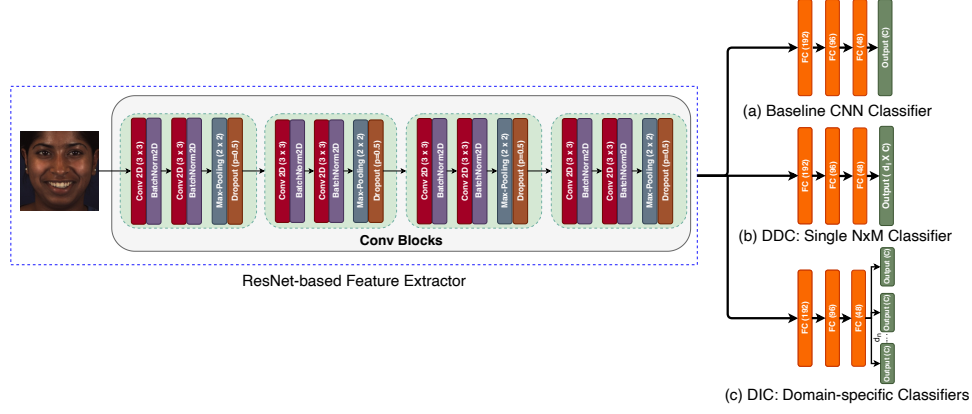 Conv 2D (3 x 3)
BatchNorm2D
Conv 2D (3 x 3)
BatchNorm2D
Max-Pooling (2 x 2)
Dropout (p=0.5)
Conv 2D (3 x 3)
BatchNorm2D
Conv 2D (3 x 3)
BatchNorm2D
Max-Pooling (2 x 2)
Dropout (p=0.5)
Conv 2D (3 x 3)
BatchNorm2D
Conv 2D (3 x 3)
BatchNorm2D
Max-Pooling (2 x 2)
Dropout (p=0.5)
Conv 2D (3 x 3)
BatchNorm2D
Conv 2D (3 x 3)
BatchNorm2D
Max-Pooling (2 x 2)
Dropout (p=0.5)
Conv Blocks
ResNet-based Feature Extractor
FC (192)
FC (96)
FC (48)
Output (C)
(a) Baseline CNN Classifier
FC (192)
FC (96)
FC (48)
Output ( di X C)
(b) DDC: Single NxM Classifier
FC (192)
FC (96)
FC (48)
Output (C)
Output (C)
dn
Output (C)
(c) DIC: Domain-specific Classifiers